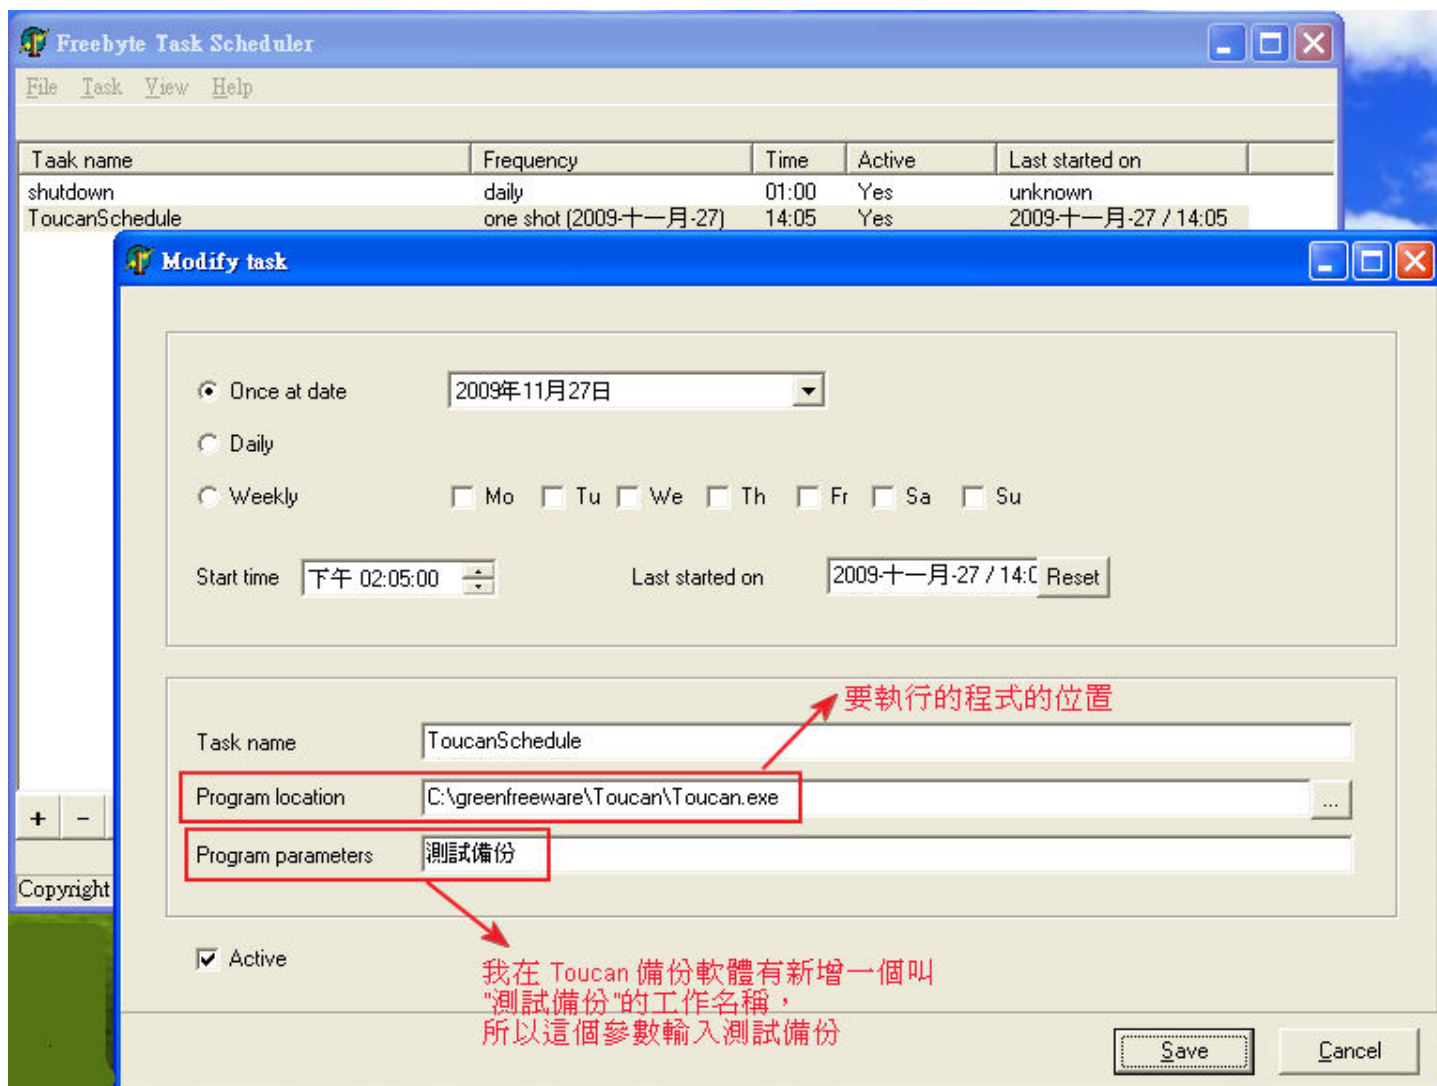 Freebyte Task Scheduler
File Task View Help
Taak name Frequency Time Active Last started on
shutdown daily 01:00 Yes unknown
ToucanSchedule one shot (2009-十一月-27) 14:05 Yes 2009-十一月-27 / 14:05
Modify task
Once at date 2009年11月27日
Daily
Weekly Mo Tu We Th Fr Sa Su
Start time 下午 02:05:00 Last started on 2009-十一月-27 / 14:0 Reset
要執行的程式的位置
Task name ToucanSchedule
Program location C:\greenfreeware\Toucan\Toucan.exe ...
+ -
Program parameters 測試備份
Copyright
Active
我在 Toucan 備份軟體有新增一個叫
"測試備份"的工作名稱，
所以這個參數輸入測試備份
Save Cancel